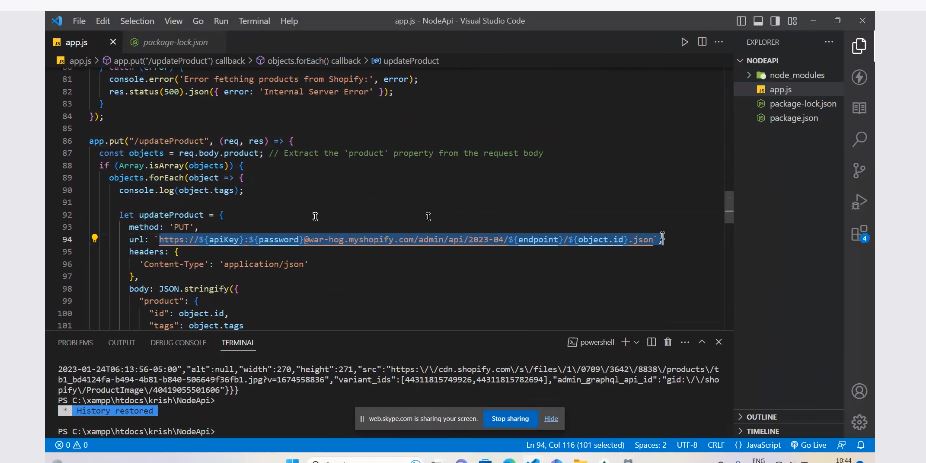 File Edit Selection View Go Run Terminal Help app.js - NodeApi - Visual Studio Code
JS app.js package-lock.json EXPLORER
JS app.js > app.put("/updateProduct") callback > objects.forEach() callback > updateProduct
NODEAPI
node_modules
JS app.js
package-lock.json
package.json
81 console.error('Error fetching products from Shopify:', error);
82 res.status(500).json({ error: 'Internal Server Error' });
83 }
84 });
85
86 app.put("/updateProduct", (req, res) => {
87 const objects = req.body.product; // Extract the 'product' property from the request body
88 if (Array.isArray(objects)) {
89 objects.forEach(object => {
90 console.log(object.tags);
92 let updateProduct = {
93 method: 'PUT',
94 url: `https://${apiKey}:${password}@war-hog.myshopify.com/admin/api/2023-04/${endpoint}/${object.id}.json`,
95 headers: {
96 'Content-Type': 'application/json'
97 },
98 body: JSON.stringify({
99 "product": {
100 "id": object.id,
101 "tags": object.tags
PROBLEMS OUTPUT DEBUG CONSOLE TERMINAL powershell
2023-01-24T06:13:56-05:00","alt":null,"width":270,"height":271,"src":"https:\/\/cdn.shopify.com\/s\/files\/1\/0709\/3642\/8838\/products\/t
b1_bd4124fa-b494-4b81-b840-506649f36fb1.jpg?v=1674558836","variant_ids":[44311815749926,44311815782694],"admin_graphql_api_id":"gid:\/\/sho
pify\/ProductImage\/40419055501606"}}}
PS C:\xampp\htdocs\krish\NodeApi>
* History restored
PS C:\xampp\htdocs\krish\NodeApi>
web.skype.com is sharing your screen. Stop sharing Hide
OUTLINE
TIMELINE
0 0 Ln 94, Col 116 (101 selected) Spaces: 2 UTF-8 CRLF {} JavaScript Go Live
ENG 10:44